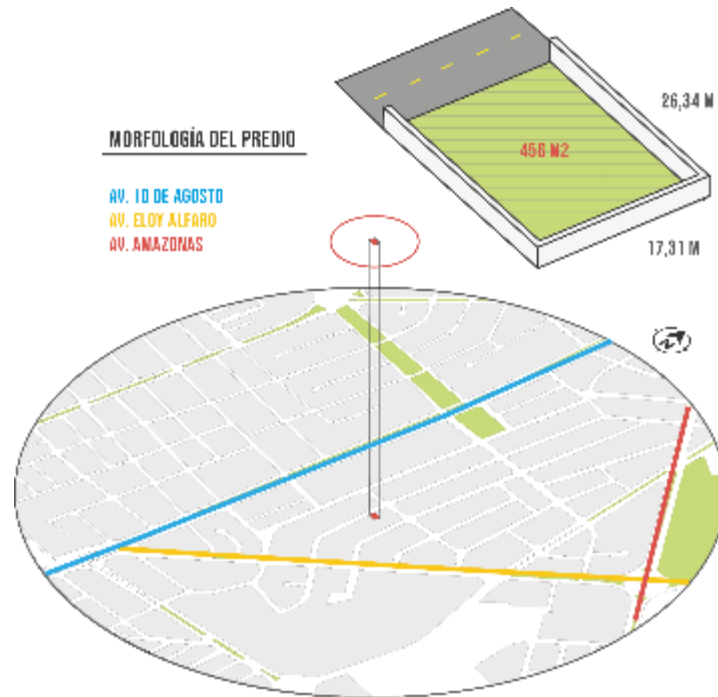 MORFOLOGÍA DEL PREDIO
AV. 10 DE AGOSTO
AV. ELOY ALFARO
AV. AMAZONAS
456 M2
26,34 M
17,31 M